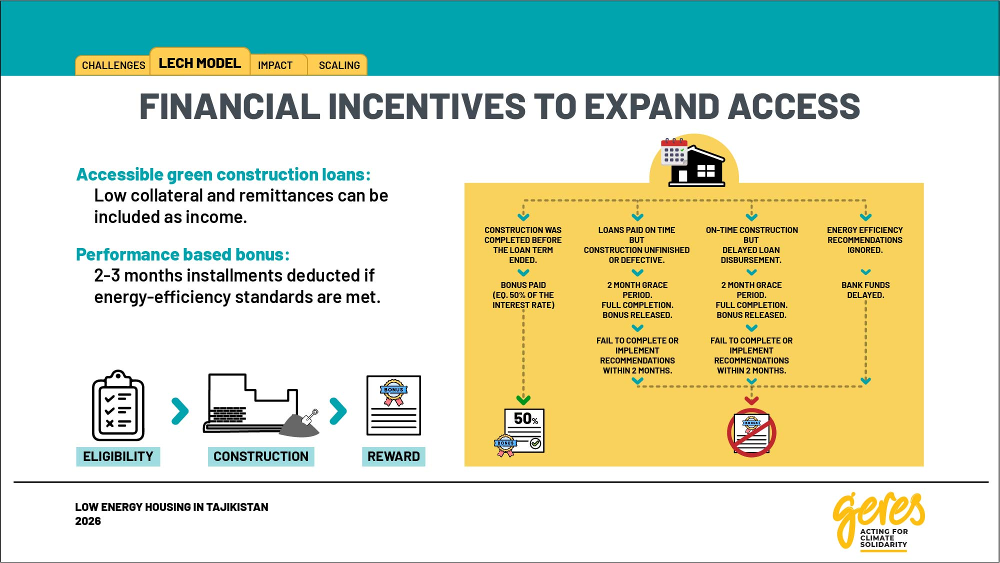 CHALLENGES
LECH MODEL
IMPACT
SCALING
FINANCIAL INCENTIVES TO EXPAND ACCESS
Accessible green construction loans:
Low collateral and remittances can be
included as income.
Performance based bonus:
2-3 months installments deducted if
energy-efficiency standards are met.
BONUS
ELIGIBILITY
CONSTRUCTION
REWARD
CONSTRUCTION WAS
COMPLETED BEFORE
THE LOAN TERM
ENDED.
BONUS PAID
(EQ. 50% OF THE
INTEREST RATE)
50%
BONUS
LOANS PAID ON TIME
BUT
CONSTRUCTION UNFINISHED
OR DEFECTIVE.
2 MONTH GRACE
PERIOD.
FULL COMPLETION.
BONUS RELEASED.
FAIL TO COMPLETE OR
IMPLEMENT
RECOMMENDATIONS
WITHIN 2 MONTHS.
ON-TIME CONSTRUCTION
BUT
DELAYED LOAN
DISBURSEMENT.
2 MONTH GRACE
PERIOD.
FULL COMPLETION.
BONUS RELEASED.
FAIL TO COMPLETE OR
IMPLEMENT
RECOMMENDATIONS
WITHIN 2 MONTHS.
ENERGY EFFICIENCY
RECOMMENDATIONS
IGNORED.
BANK FUNDS
DELAYED.
BONUS
LOW ENERGY HOUSING IN TAJIKISTAN
2026
geres
ACTING FOR
CLIMATE
SOLIDARITY